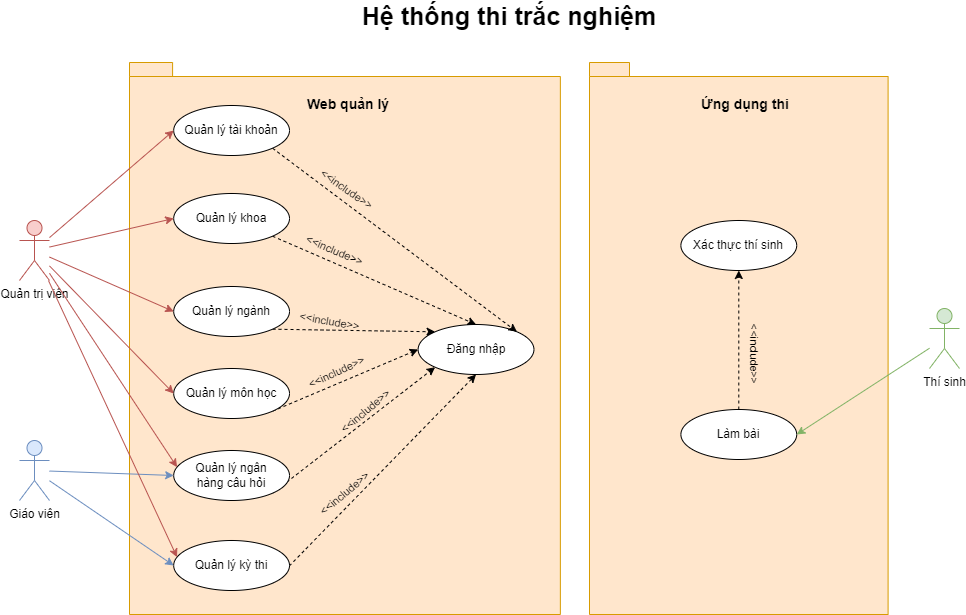 Hệ thống thi trắc nghiệm
Web quản lý
Quản lý tài khoản
<<include>>
Quản lý khoa
<<include>>
Quản trị viên
Quản lý ngành
<<include>>
Đăng nhập
Quản lý môn học
<<include>>
<<include>>
Quản lý ngân
hàng câu hỏi
<<include>>
Giáo viên
Quản lý kỳ thi
Ứng dụng thi
Xác thực thí sinh
<<include>>
Làm bài
Thí sinh